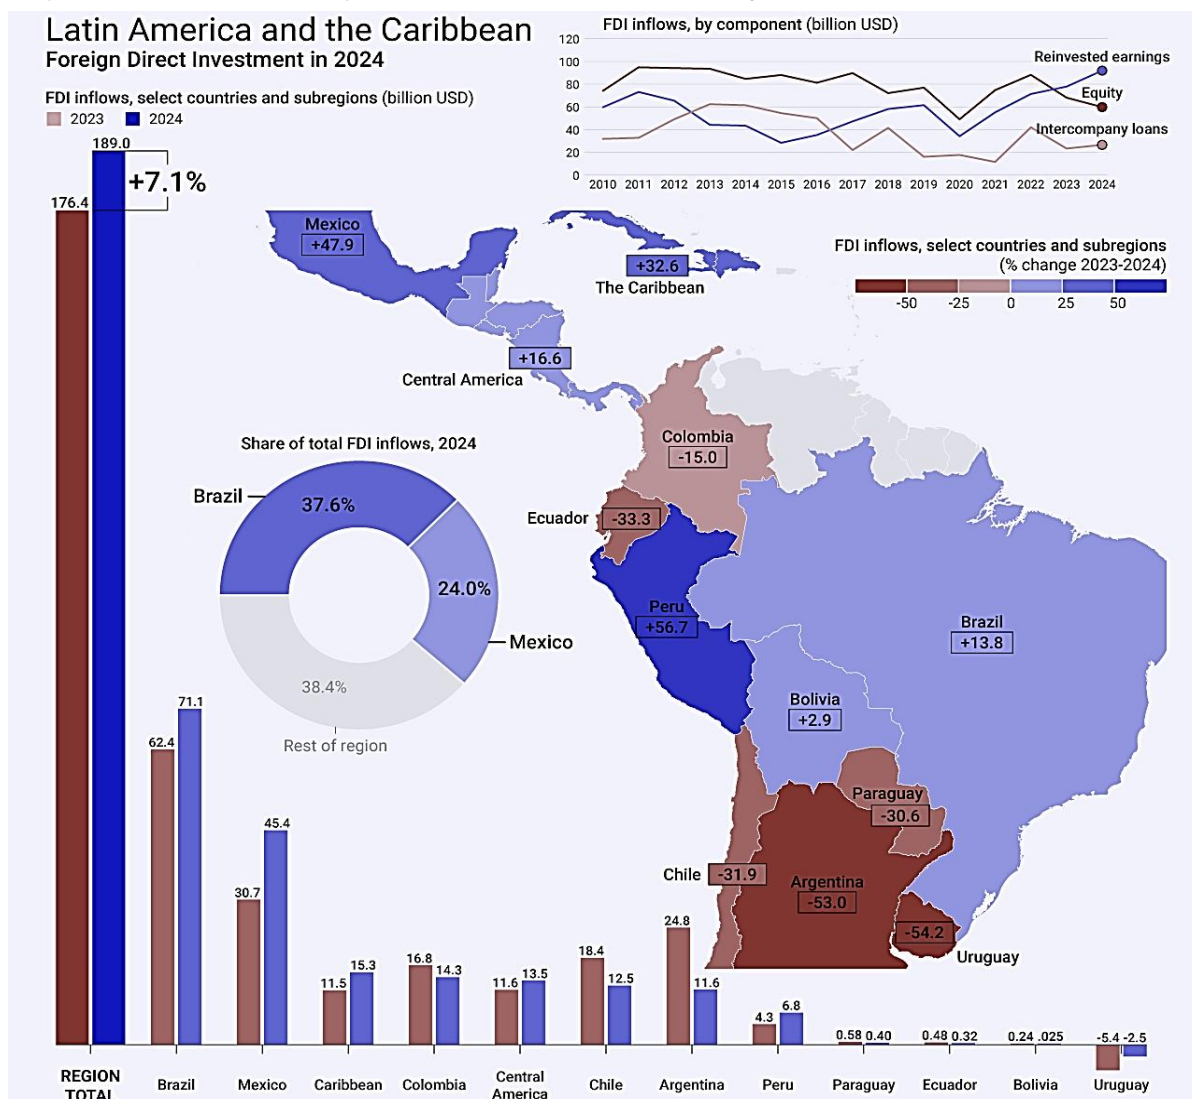 Latin America and the Caribbean
Foreign Direct Investment in 2024
FDI inflows, select countries and subregions (billion USD)
2023 2024
189.0
+7.1%
176.4
FDI inflows, by component (billion USD)
120
100
80
60
40
20
0
Reinvested earnings
Equity
Intercompany loans
2010 2011 2012 2013 2014 2015 2016 2017 2018 2019 2020 2021 2022 2023 2024
FDI inflows, select countries and subregions
(% change 2023-2024)
-50 -25 0 25 50
Mexico
+47.9
+32.6
The Caribbean
+16.6
Central America
Colombia
-15.0
Ecuador -33.3
Peru
+56.7
Brazil
+13.8
Bolivia
+2.9
Paraguay
-30.6
Chile -31.9
Argentina
-53.0
-54.2
Uruguay
Share of total FDI inflows, 2024
Brazil
37.6%
24.0%
Mexico
38.4%
Rest of region
62.4 71.1
30.7 45.4
11.5 15.3
16.8 14.3
11.6 13.5
18.4 12.5
24.8 11.6
4.3 6.8
0.58 0.40
0.48 0.32
0.24 .025
-5.4 -2.5
REGION
TOTAL
Brazil
Mexico
Caribbean
Colombia
Central
America
Chile
Argentina
Peru
Paraguay
Ecuador
Bolivia
Uruguay